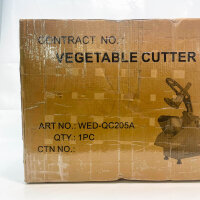 CONTRACT NO.
VEGETABLE CUTTER
ART NO.: WED-QC205A
QTY.: 1PC
CTN NO.: